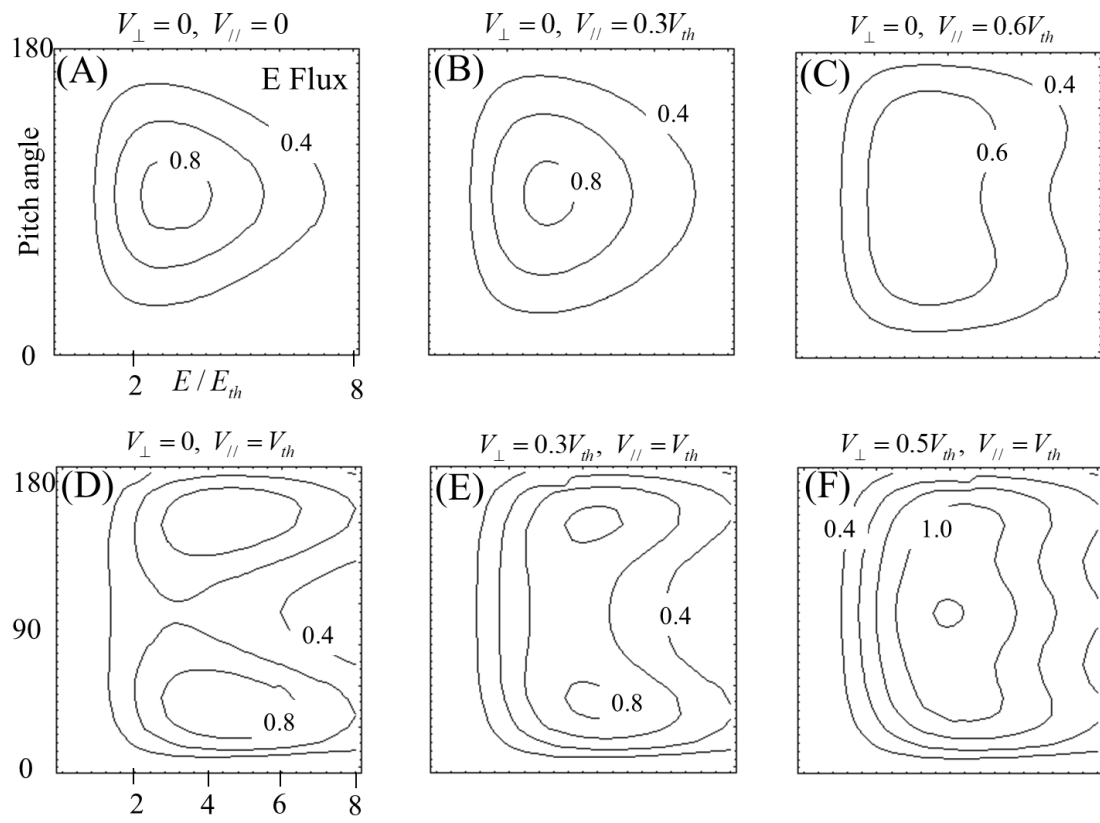 V⊥ = 0, V// = 0
V⊥ = 0, V// = 0.3Vth
V⊥ = 0, V// = 0.6Vth
180
(A)
E Flux
0.8
0.4
Pitch angle
0
2
E / Eth
8
(B)
0.4
0.8
(C)
0.4
0.6
V⊥ = 0, V// = Vth
V⊥ = 0.3Vth, V// = Vth
V⊥ = 0.5Vth, V// = Vth
180
(D)
90
0.4
0.8
0
2
4
6
8
(E)
0.4
0.8
(F)
0.4
1.0